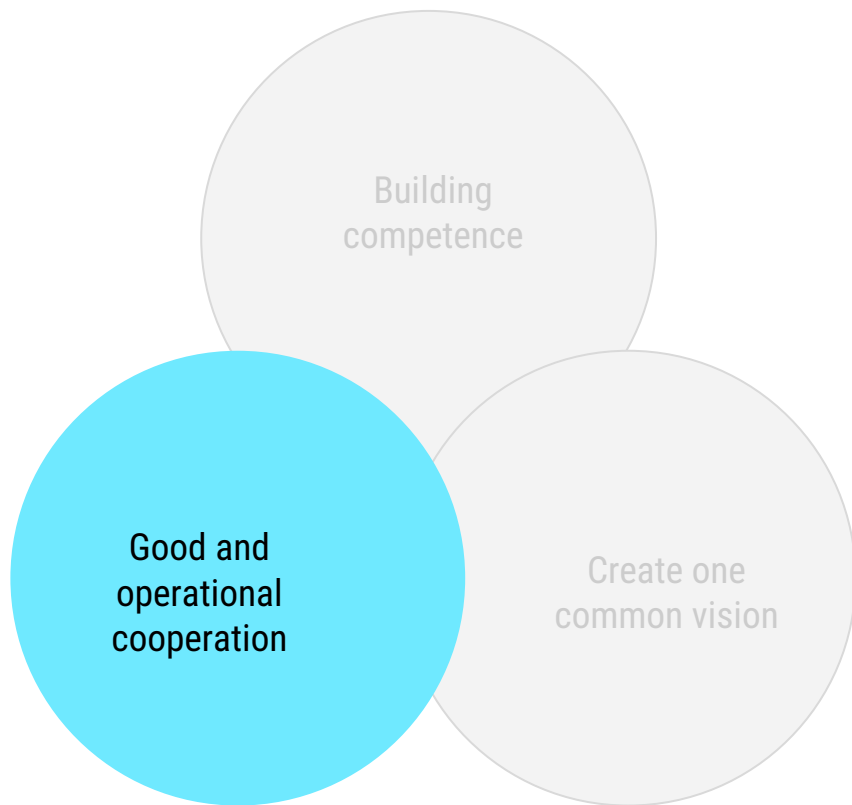 Building
competence
Good and
operational
cooperation
Create one
common vision